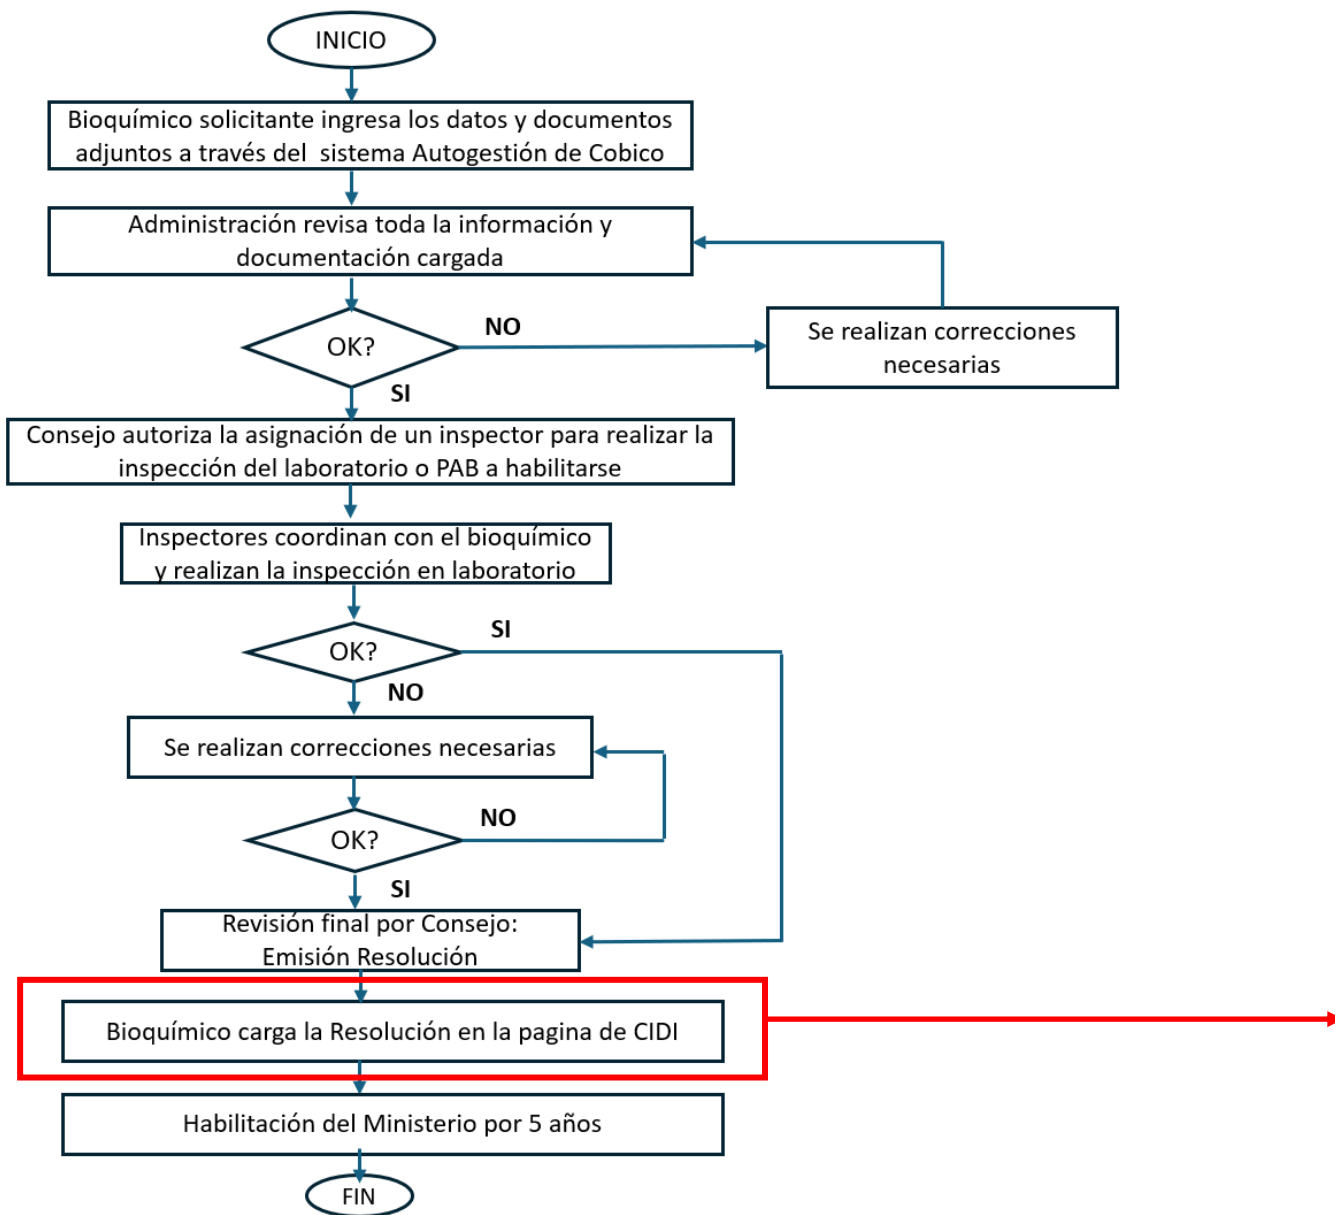 INICIO
Bioquímico solicitante ingresa los datos y documentos
adjuntos a través del sistema Autogestión de Cobico
Administración revisa toda la información y
documentación cargada
OK?
NO
Se realizan correcciones
necesarias
SI
Consejo autoriza la asignación de un inspector para realizar la
inspección del laboratorio o PAB a habilitarse
Inspectores coordinan con el bioquímico
y realizan la inspección en laboratorio
OK?
SI
NO
Se realizan correcciones necesarias
OK?
NO
SI
Revisión final por Consejo:
Emisión Resolución
Bioquímico carga la Resolución en la pagina de CIDI
Habilitación del Ministerio por 5 años
FIN